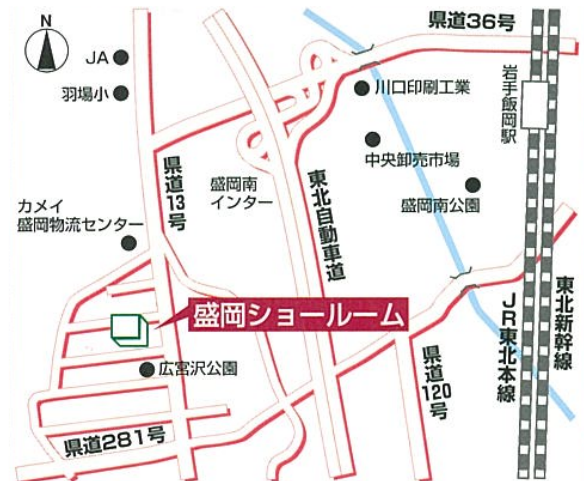 N
県道36号
JA
羽場小
川口印刷工業
岩手飯岡駅
中央卸売市場
県道13号
盛岡南
インター
東北自動車道
盛岡南公園
カメイ
盛岡物流センター
盛岡ショールーム
東北新幹線
JR東北本線
広宮沢公園
県道120号
県道281号